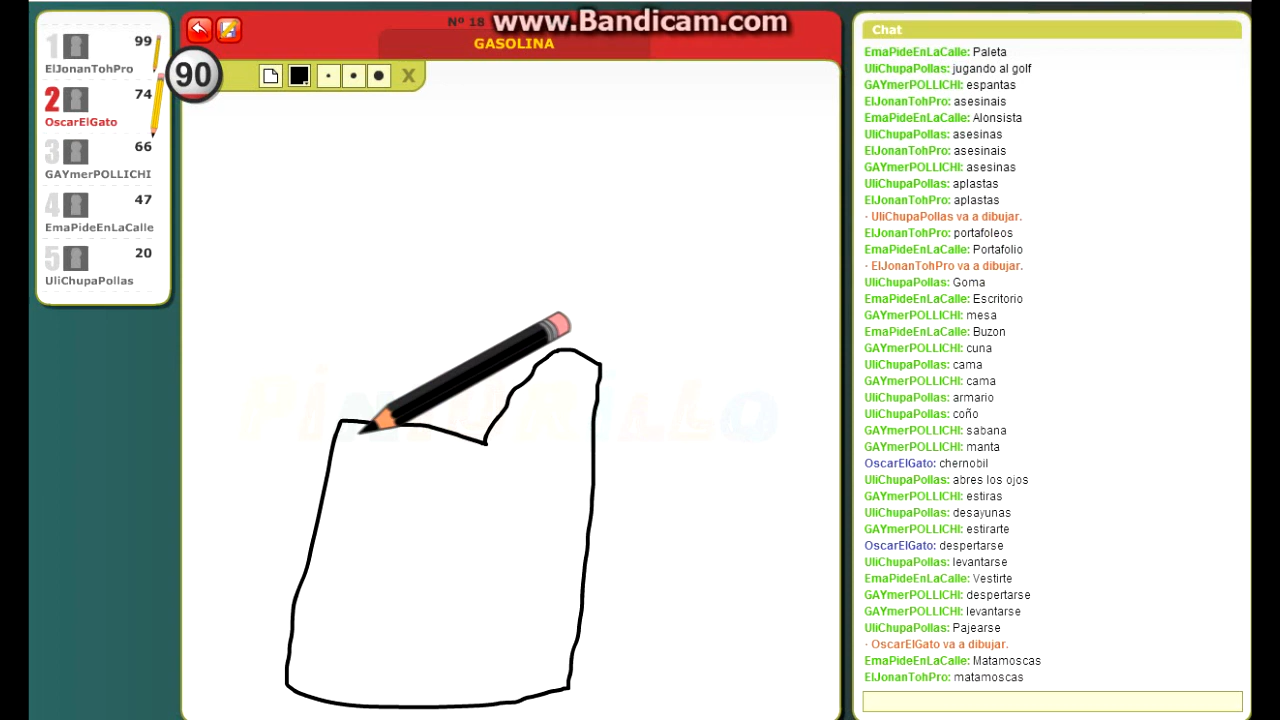 www.Bandicam.com
Nº 18
GASOLINA
90
1
99
ElJonanTohPro
2
74
OscarElGato
3
66
GAYmerPOLLICHI
4
47
EmaPideEnLaCalle
5
20
UliChupaPollas
X
Chat
EmaPideEnLaCalle: Paleta
UliChupaPollas: jugando al golf
GAYmerPOLLICHI: espantas
ElJonanTohPro: asesinais
EmaPideEnLaCalle: Alonsista
UliChupaPollas: asesinas
ElJonanTohPro: asesinais
GAYmerPOLLICHI: asesinas
UliChupaPollas: aplastas
ElJonanTohPro: aplastas
· UliChupaPollas va a dibujar.
ElJonanTohPro: portafoleos
EmaPideEnLaCalle: Portafolio
· ElJonanTohPro va a dibujar.
UliChupaPollas: Goma
EmaPideEnLaCalle: Escritorio
GAYmerPOLLICHI: mesa
EmaPideEnLaCalle: Buzon
GAYmerPOLLICHI: cuna
UliChupaPollas: cama
GAYmerPOLLICHI: cama
EmaPideEnLaCalle: armario
UliChupaPollas: coño
GAYmerPOLLICHI: sabana
GAYmerPOLLICHI: manta
OscarElGato: chernobil
UliChupaPollas: abres los ojos
GAYmerPOLLICHI: estiras
UliChupaPollas: desayunas
GAYmerPOLLICHI: estirarte
OscarElGato: despertarse
UliChupaPollas: levantarse
EmaPideEnLaCalle: Vestirte
GAYmerPOLLICHI: despertarse
GAYmerPOLLICHI: levantarse
UliChupaPollas: Pajearse
· OscarElGato va a dibujar.
EmaPideEnLaCalle: Matamoscas
ElJonanTohPro: matamoscas